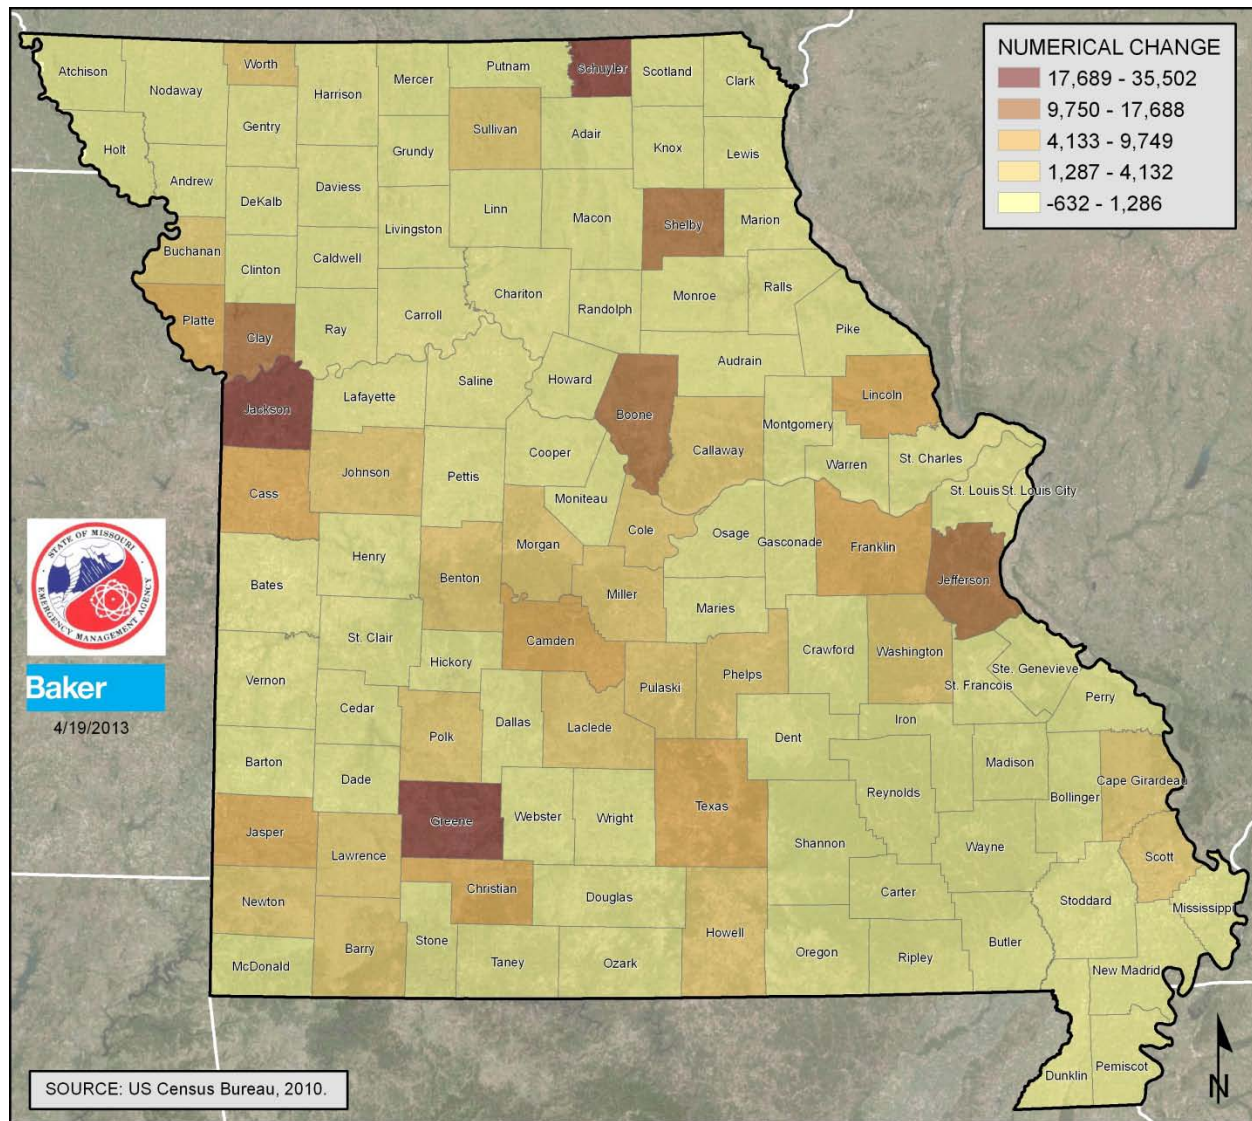 NUMERICAL CHANGE
17,689 - 35,502
9,750 - 17,688
4,133 - 9,749
1,287 - 4,132
-632 - 1,286
Atchison
Nodaway
Worth
Harrison
Mercer
Putnam
Schuyler
Scotland
Clark
Holt
Gentry
Grundy
Sullivan
Adair
Knox
Lewis
Andrew
DeKalb
Daviess
Livingston
Linn
Macon
Shelby
Marion
Buchanan
Clinton
Caldwell
Carroll
Chariton
Randolph
Monroe
Ralls
Platte
Clay
Ray
Pike
Jackson
Lafayette
Saline
Howard
Boone
Audrain
Lincoln
Montgomery
Cass
Johnson
Pettis
Cooper
Moniteau
Callaway
Warren
St. Charles
St. Louis
St. Louis City
Bates
Henry
Benton
Morgan
Cole
Osage
Gasconade
Franklin
Jefferson
Miller
Maries
St. Clair
Hickory
Camden
Crawford
Washington
Ste. Genevieve
St. Francois
Vernon
Cedar
Polk
Dallas
Laclede
Pulaski
Phelps
Dent
Iron
Perry
Barton
Dade
Madison
Bollinger
Cape Girardeau
Jasper
Greene
Webster
Wright
Texas
Reynolds
Shannon
Wayne
Lawrence
Scott
Newton
Christian
Douglas
Howell
Carter
Stoddard
Mississippi
McDonald
Barry
Stone
Taney
Ozark
Oregon
Ripley
Butler
New Madrid
Dunklin
Pemiscot
STATE OF MISSOURI
EMERGENCY MANAGEMENT AGENCY
Baker
4/19/2013
SOURCE: US Census Bureau, 2010.
N